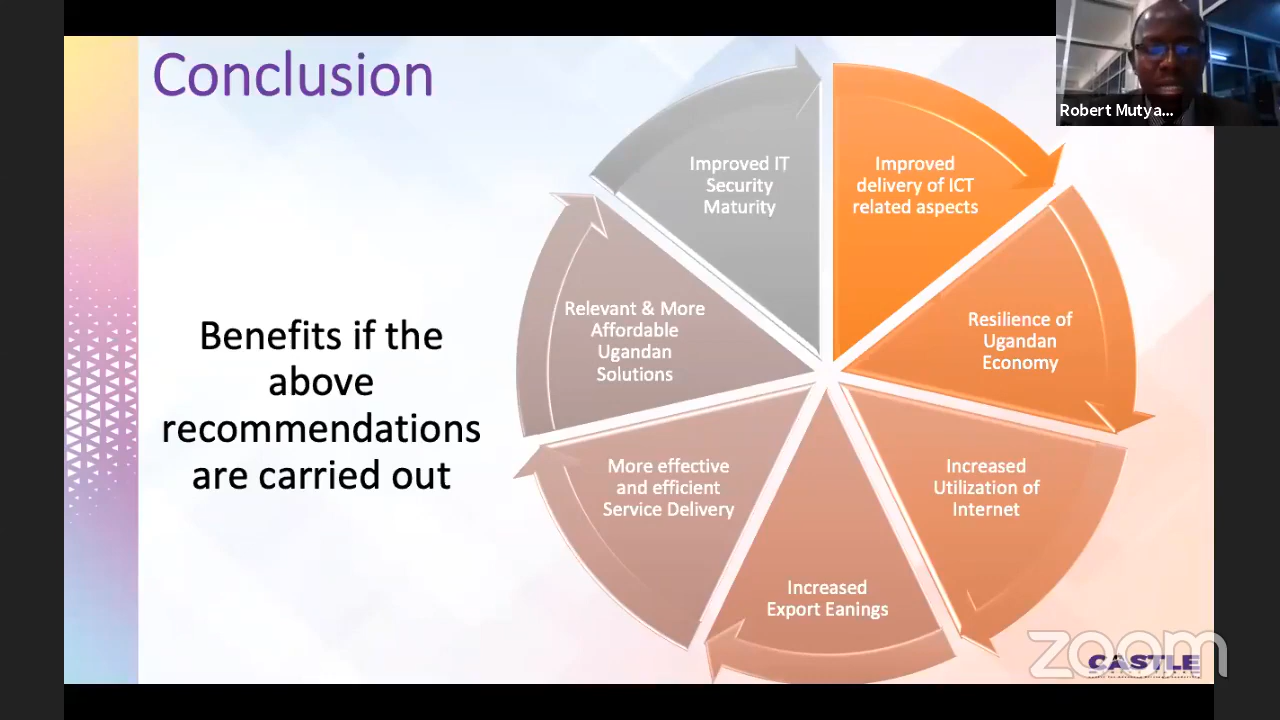 Conclusion
Robert Mutya...
Improved IT
Security
Maturity
Improved
delivery of ICT
related aspects
Relevant & More
Affordable
Ugandan
Solutions
Resilience of
Ugandan
Economy
Benefits if the
above
recommendations
are carried out
More effective
and efficient
Service Delivery
Increased
Utilization of
Internet
Increased
Export Eanings
zoom
CASTLE